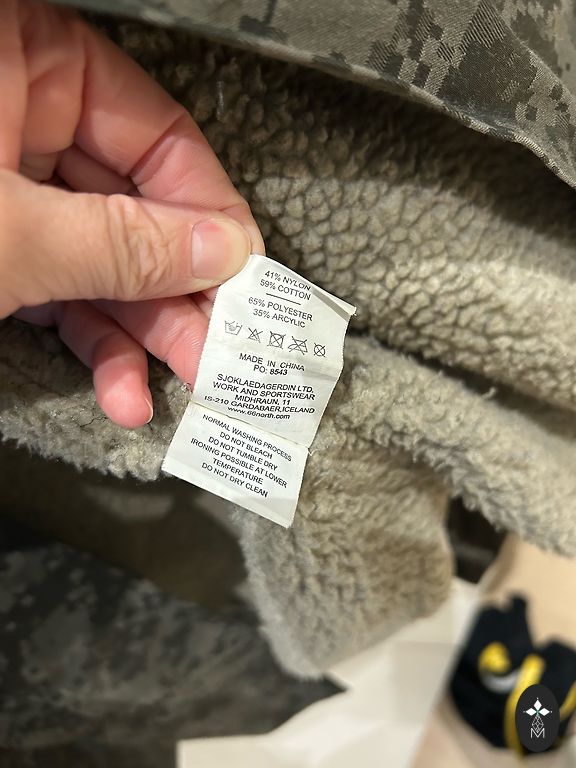 41% NYLON
59% COTTON
65% POLYESTER
35% ARCYLIC
MADE IN CHINA
PO: 8543
SJOKLAEDAGERDIN LTD.
WORK AND SPORTSWEAR
MIDHRAUN, 11
IS-210 GARDABAER,ICELAND
www.66north.com
NORMAL WASHING PROCESS
DO NOT BLEACH
DO NOT TUMBLE DRY
IRONING POSSIBLE AT LOWER
TEMPERATURE
DO NOT DRY CLEAN
M